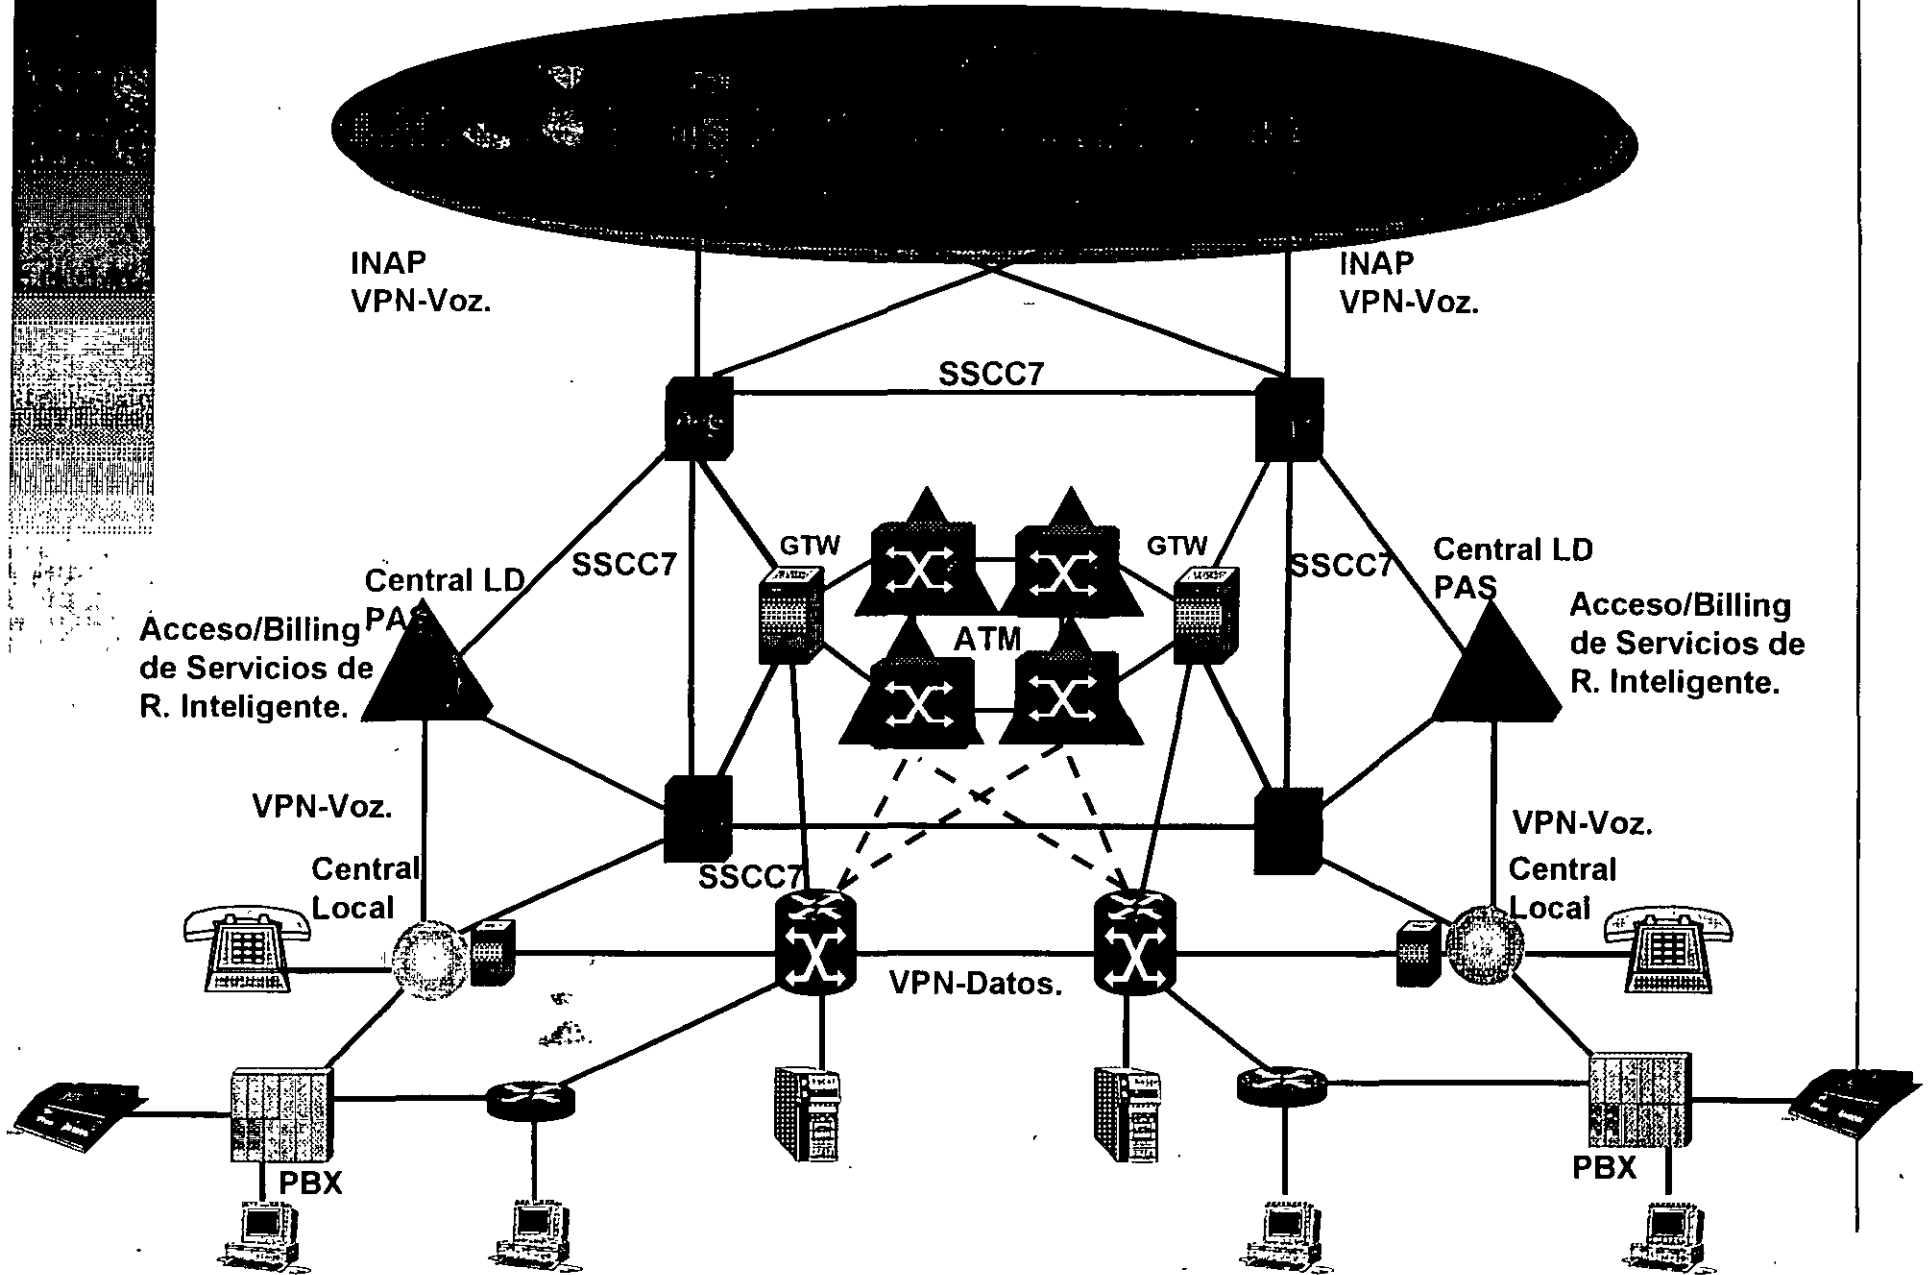 INAP
VPN-Voz.
INAP
VPN-Voz.
SSCC7
GTW
GTW
SSCC7
SSCC7
Central LD
PAS
Central LD
PAS
Acceso/Billing
de Servicios de
R. Inteligente.
Acceso/Billing
de Servicios de
R. Inteligente.
ATM
VPN-Voz.
VPN-Voz.
SSCC7
Central
Local
Central
Local
VPN-Datos.
PBX
PBX